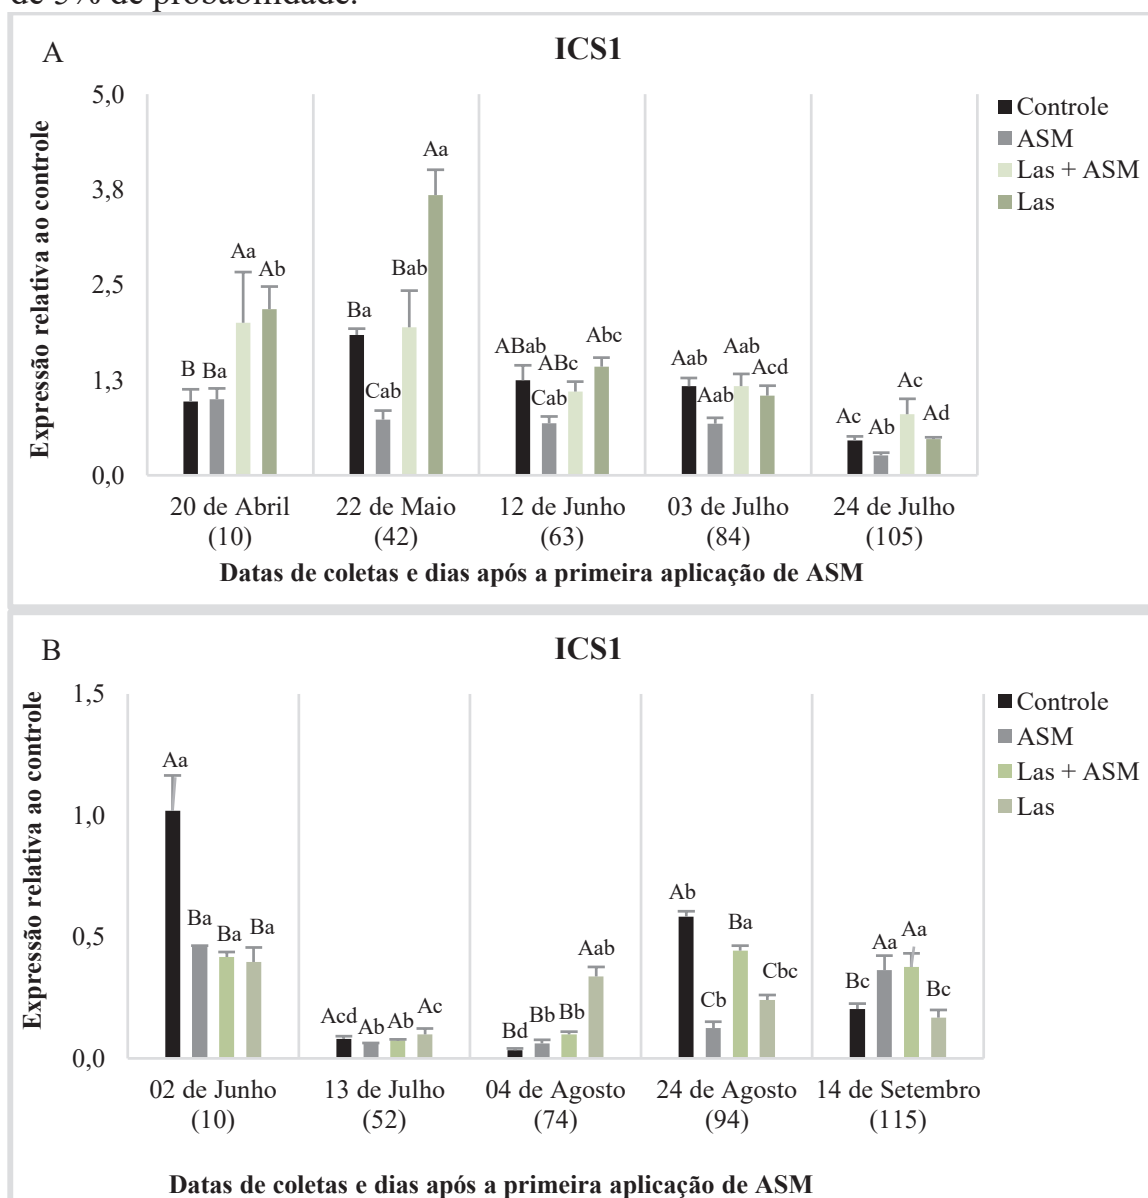 de 5% de probabilidade.
A
ICS1
Expressão relativa ao controle
5,0
3,8
2,5
1,3
0,0
B Ba Aa Ab
Ba Cab Bab Aa
ABab Cab ABc Abc
Aab Aab Aab Acd
Ac Ab Ac Ad
Controle
ASM
Las + ASM
Las
20 de Abril 22 de Maio 12 de Junho 03 de Julho 24 de Julho
(10) (42) (63) (84) (105)
Datas de coletas e dias após a primeira aplicação de ASM
B
ICS1
Expressão relativa ao controle
1,5
1,0
0,5
0,0
Aa Ba Ba Ba
Acd Ab Ab Ac
Bd Bb Bb Aab
Ab Cb Ba Cbc
Bc Aa Aa Bc
Controle
ASM
Las + ASM
Las
02 de Junho 13 de Julho 04 de Agosto 24 de Agosto 14 de Setembro
(10) (52) (74) (94) (115)
Datas de coletas e dias após a primeira aplicação de ASM